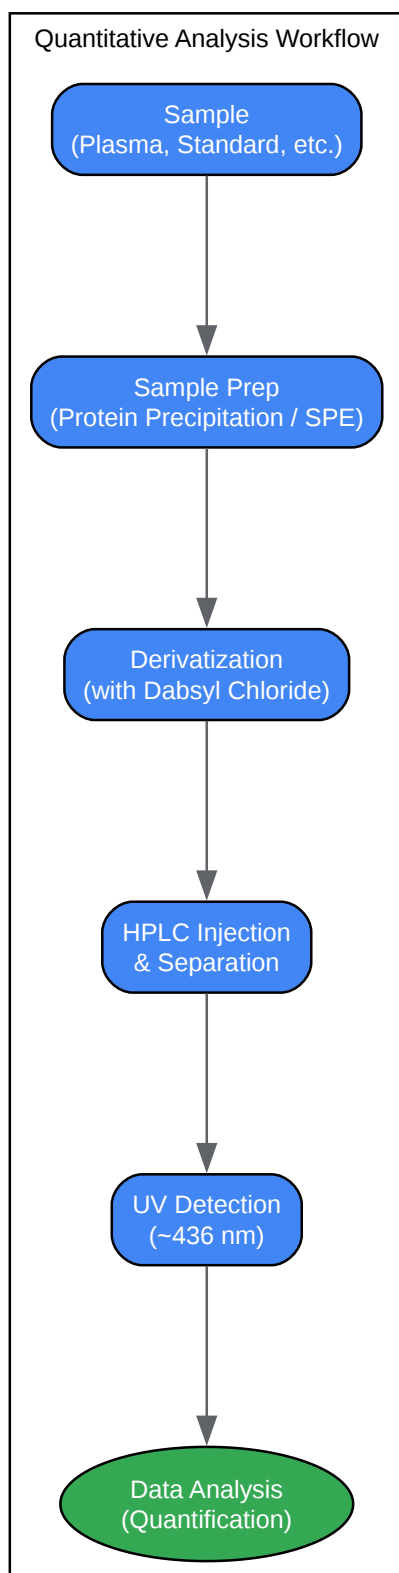 Quantitative Analysis Workflow
Sample
(Plasma, Standard, etc.)
Sample Prep
(Protein Precipitation / SPE)
Derivatization
(with Dabsyl Chloride)
HPLC Injection
& Separation
UV Detection
(~436 nm)
Data Analysis
(Quantification)